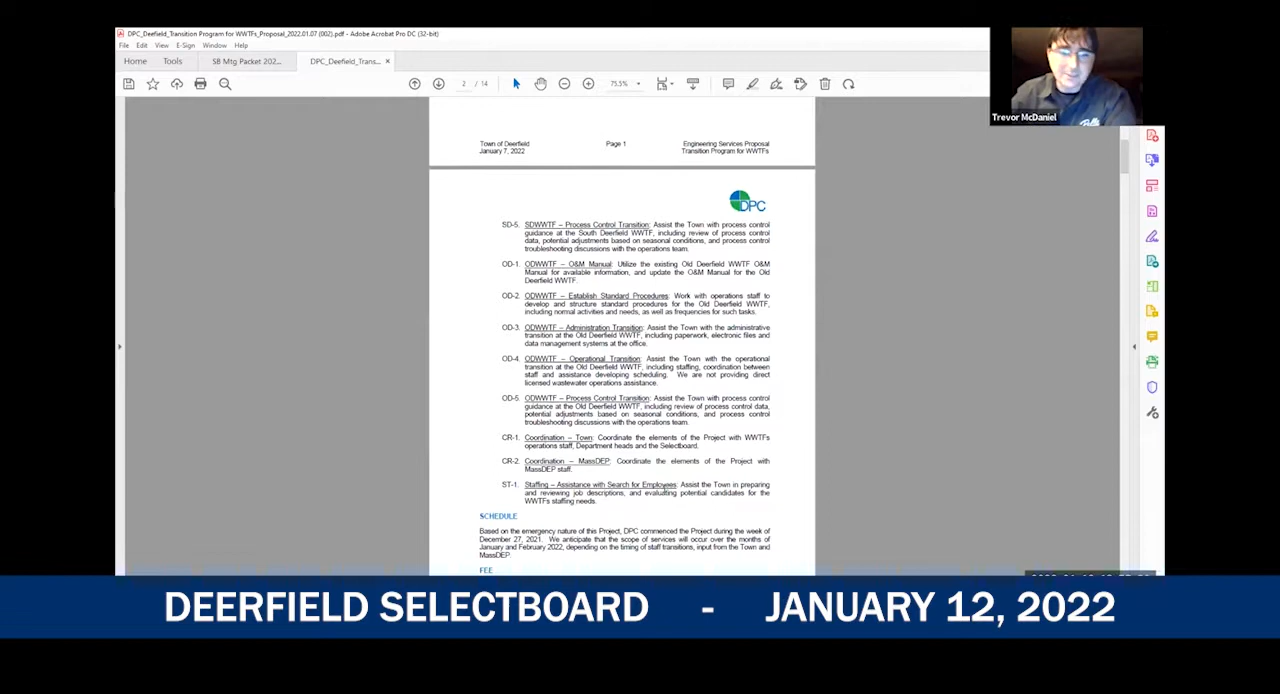 DPC_Deefield_Transition Program for WWTFs_Proposal_2022.01.07 (002).pdf - Adobe Acrobat Pro DC (32-bit)
File Edit View E-Sign Window Help
Home Tools SB Mtg Packet 202... DPC_Deefield_Trans... ×
2 / 14 75.5%
Trevor McDaniel
Town of Deerfield Page 1 Engineering Services Proposal
January 7, 2022 Transition Program for WWTFs
DPC
SD-5. SDWWTF – Process Control Transition: Assist the Town with process control
guidance at the South Deerfield WWTF, including review of process control
data, potential adjustments based on seasonal conditions, and process control
troubleshooting discussions with the operations team.
OD-1. ODWWTF – O&M Manual: Utilize the existing Old Deerfield WWTF O&M
Manual for available information, and update the O&M Manual for the Old
Deerfield WWTF.
OD-2. ODWWTF – Establish Standard Procedures: Work with operations staff to
develop and structure standard procedures for the Old Deerfield WWTF,
including normal activities and needs, as well as frequencies for such tasks.
OD-3. ODWWTF – Administration Transition: Assist the Town with the administrative
transition at the Old Deerfield WWTF, including paperwork, electronic files and
data management systems at the office.
OD-4. ODWWTF – Operational Transition: Assist the Town with the operational
transition at the Old Deerfield WWTF, including staffing, coordination between
staff and assistance developing scheduling. We are not providing direct
licensed wastewater operations assistance.
OD-5. ODWWTF – Process Control Transition: Assist the Town with process control
guidance at the Old Deerfield WWTF, including review of process control data,
potential adjustments based on seasonal conditions, and process control
troubleshooting discussions with the operations team.
CR-1. Coordination – Town: Coordinate the elements of the Project with WWTFs
operations staff, Department heads and the Selectboard.
CR-2. Coordination – MassDEP: Coordinate the elements of the Project with
MassDEP staff.
ST-1. Staffing – Assistance with Search for Employees: Assist the Town in preparing
and reviewing job descriptions, and evaluating potential candidates for the
WWTFs staffing needs.
SCHEDULE
Based on the emergency nature of this Project, DPC commenced the Project during the week of
December 27, 2021. We anticipate that the scope of services will occur over the months of
January and February 2022, depending on the timing of staff transitions, input from the Town and
MassDEP.
FEE
DEERFIELD SELECTBOARD - JANUARY 12, 2022